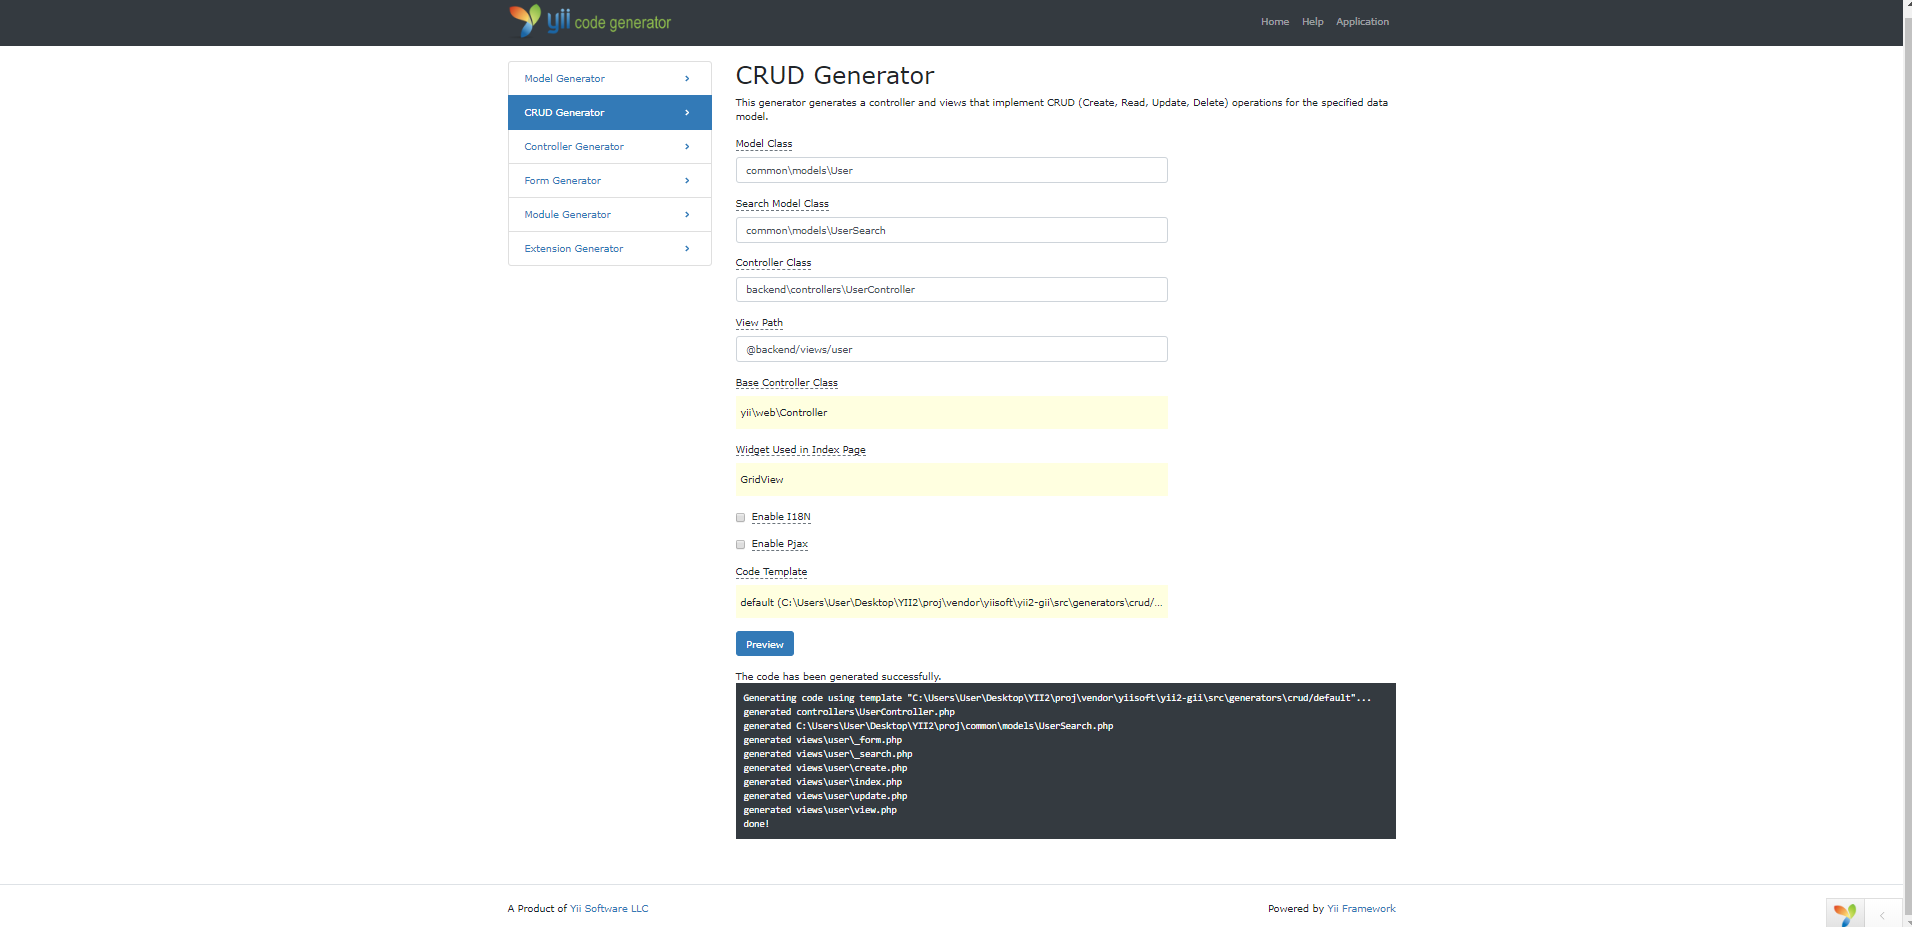 yii code generator
Home Help Application
Model Generator
CRUD Generator
Controller Generator
Form Generator
Module Generator
Extension Generator
CRUD Generator
This generator generates a controller and views that implement CRUD (Create, Read, Update, Delete) operations for the specified data
model.
Model Class
common\models\User
Search Model Class
common\models\UserSearch
Controller Class
backend\controllers\UserController
View Path
@backend/views/user
Base Controller Class
yii\web\Controller
Widget Used in Index Page
GridView
Enable I18N
Enable Pjax
Code Template
default (C:\Users\User\Desktop\YII2\proj\vendor\yiisoft\yii2-gii\src\generators\crud/...
Preview
The code has been generated successfully.
Generating code using template "C:\Users\User\Desktop\YII2\proj\vendor\yiisoft\yii2-gii\src\generators\crud/default"...
generated controllers\UserController.php
generated C:\Users\User\Desktop\YII2\proj\common\models\UserSearch.php
generated views\user\_form.php
generated views\user\_search.php
generated views\user\create.php
generated views\user\index.php
generated views\user\update.php
generated views\user\view.php
done!
A Product of Yii Software LLC
Powered by Yii Framework